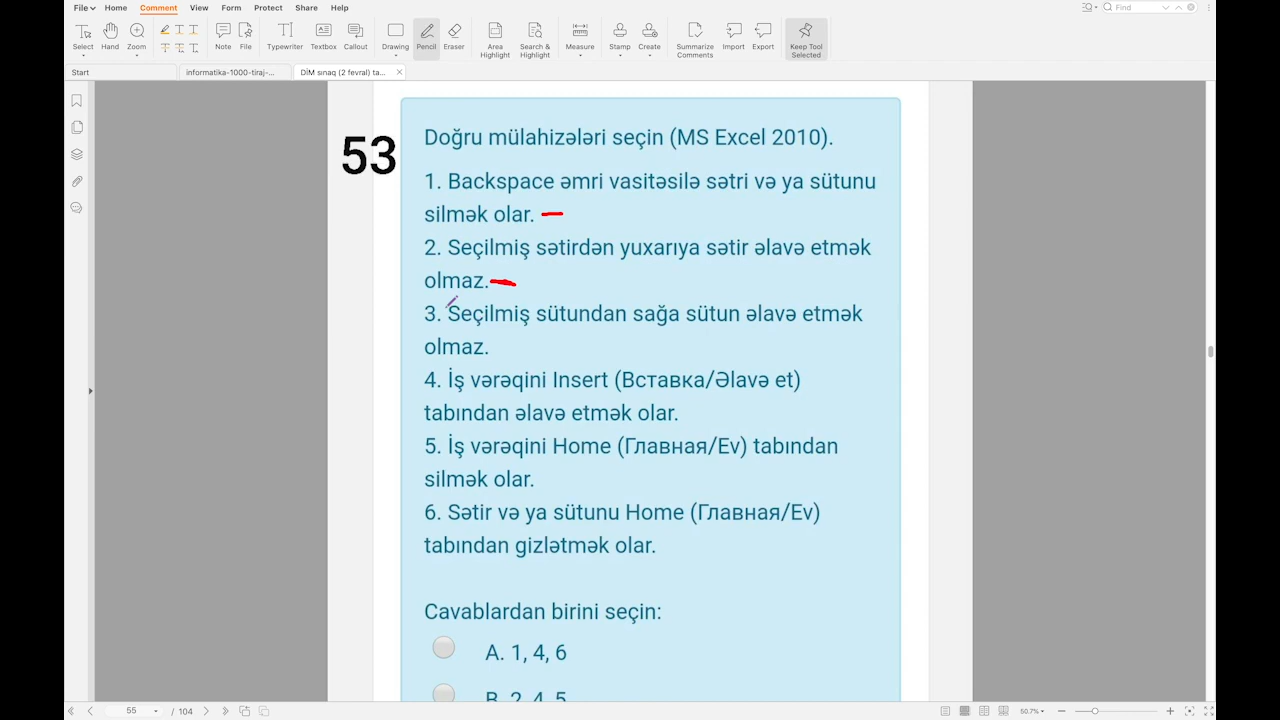 File Home Comment View Form Protect Share Help Find
Select Hand Zoom Note File Typewriter Textbox Callout Drawing Pencil Eraser Area Highlight Search & Highlight Measure Stamp Create Summarize Comments Import Export Keep Tool Selected
Start informatika-1000-tiraj-... DİM sınaq (2 fevral) ta...
53
Doğru mülahizələri seçin (MS Excel 2010).
1. Backspace əmri vasitəsilə sətri və ya sütunu
silmək olar.
2. Seçilmiş sətirdən yuxarıya sətir əlavə etmək
olmaz.
3. Seçilmiş sütundan sağa sütun əlavə etmək
olmaz.
4. İş vərəqini Insert (Вставка/Əlavə et)
tabından əlavə etmək olar.
5. İş vərəqini Home (Главная/Ev) tabından
silmək olar.
6. Sətir və ya sütunu Home (Главная/Ev)
tabından gizlətmək olar.
Cavablardan birini seçin:
A. 1, 4, 6
B. 2, 4, 5
55 / 104 50.7%